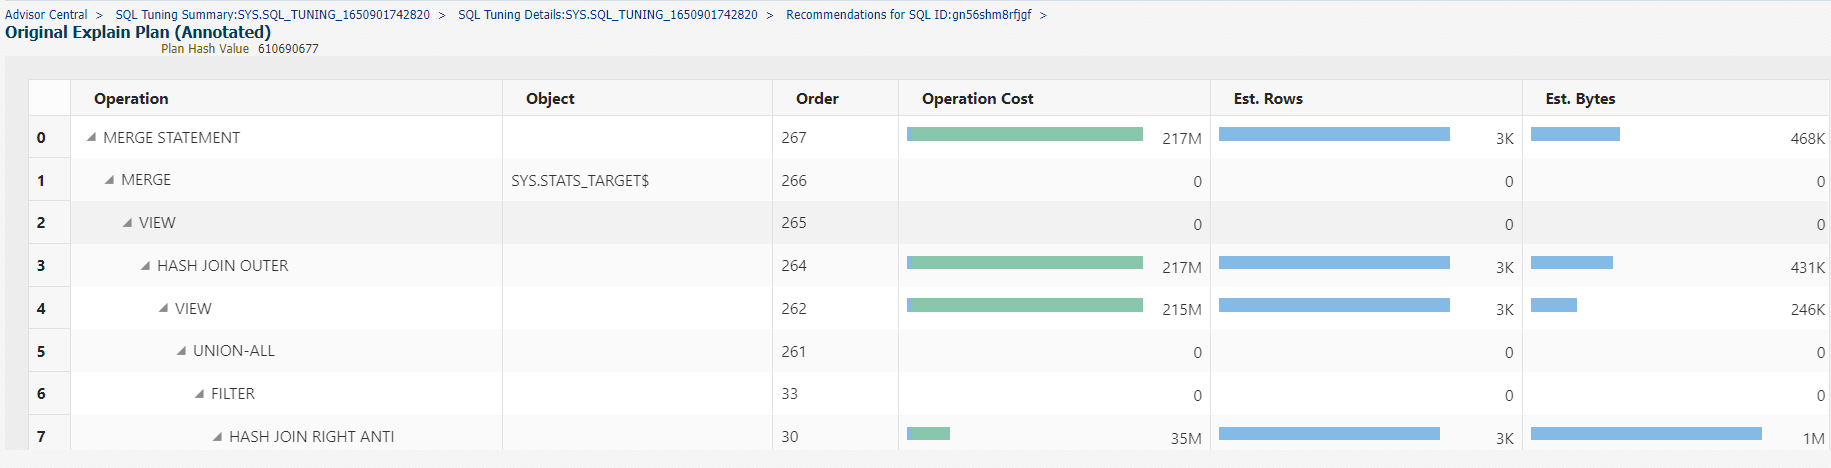 Advisor Central > SQL Tuning Summary:SYS.SQL_TUNING_1650901742820 > SQL Tuning Details:SYS.SQL_TUNING_1650901742820 > Recommendations for SQL ID:gn56shm8rfjgf >
Original Explain Plan (Annotated)
Plan Hash Value 610690677
Operation Object Order Operation Cost Est. Rows Est. Bytes
0 MERGE STATEMENT 267 217M 3K 468K
1 MERGE SYS.STATS_TARGET$ 266 0 0 0
2 VIEW 265 0 0 0
3 HASH JOIN OUTER 264 217M 3K 431K
4 VIEW 262 215M 3K 246K
5 UNION-ALL 261 0 0 0
6 FILTER 33 0 0 0
7 HASH JOIN RIGHT ANTI 30 35M 3K 1M